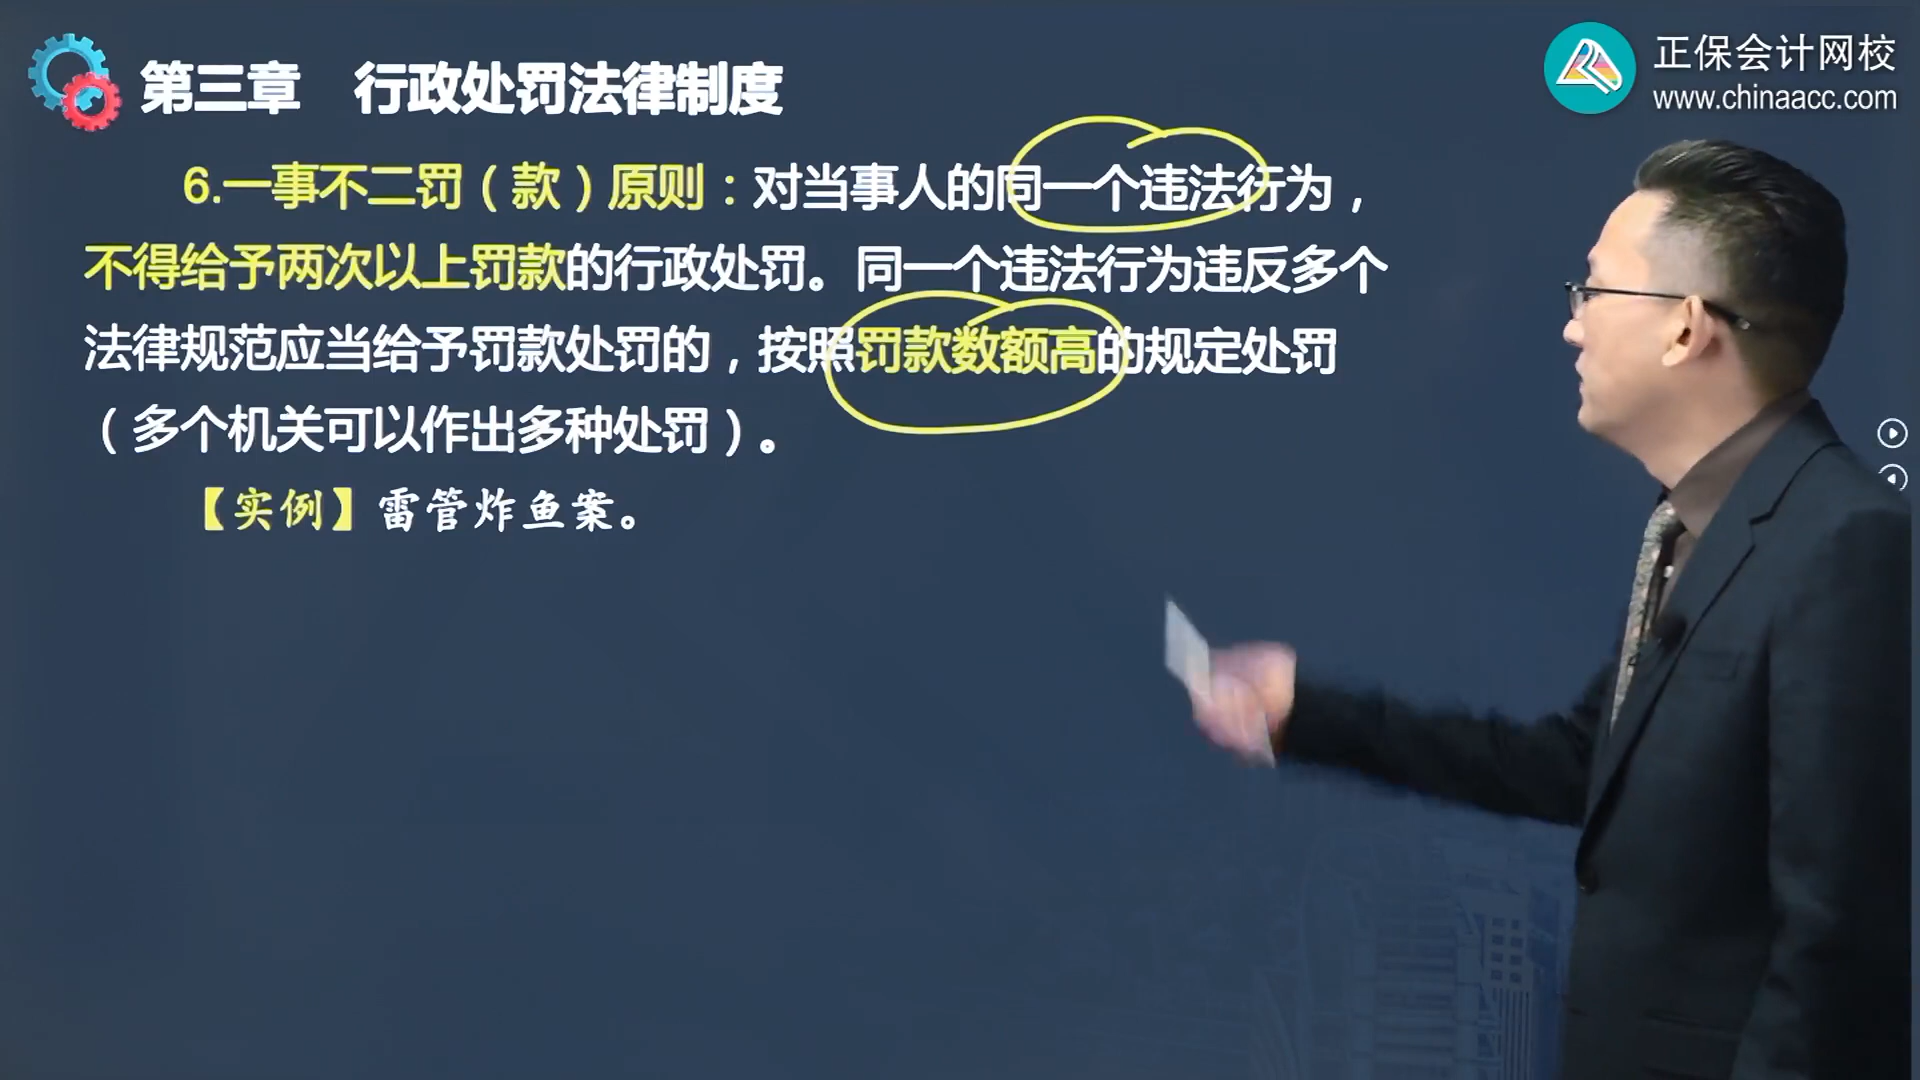 正保会计网校
www.chinaacc.com
第三章 行政处罚法律制度
6.一事不二罚（款）原则：对当事人的同一个违法行为，
不得给予两次以上罚款的行政处罚。同一个违法行为违反多个
法律规范应当给予罚款处罚的，按照罚款数额高的规定处罚
（多个机关可以作出多种处罚）。
【实例】雷管炸鱼案。